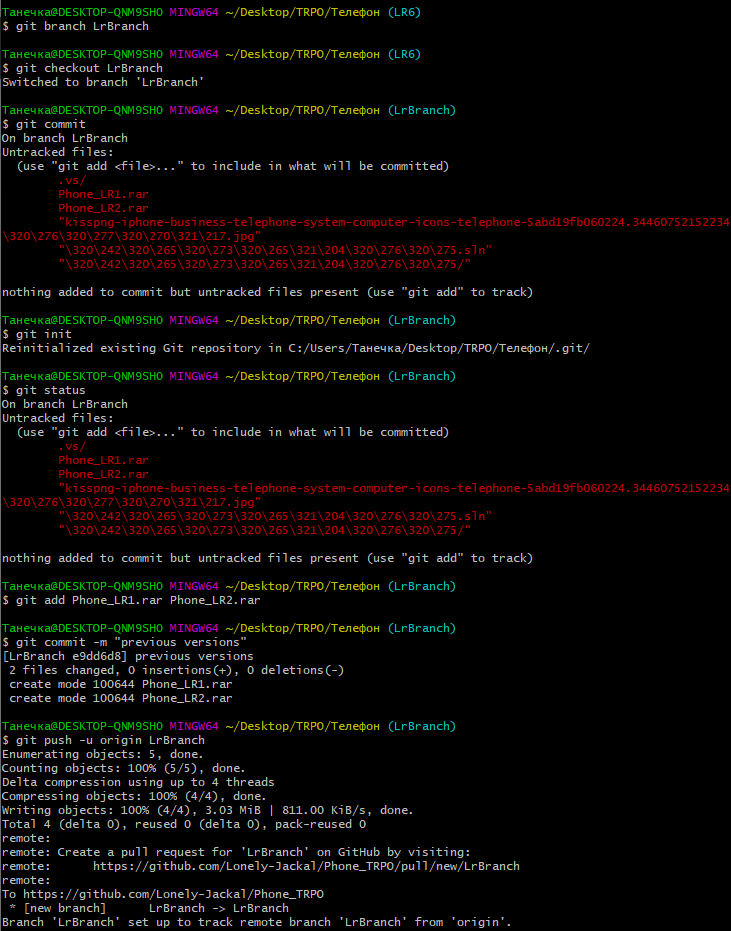 Танечка@DESKTOP-QNM9SHO MINGW64 ~/Desktop/TRPO/Телефон (LR6)
$ git branch LrBranch
Танечка@DESKTOP-QNM9SHO MINGW64 ~/Desktop/TRPO/Телефон (LR6)
$ git checkout LrBranch
Switched to branch 'LrBranch'
Танечка@DESKTOP-QNM9SHO MINGW64 ~/Desktop/TRPO/Телефон (LrBranch)
$ git commit
On branch LrBranch
Untracked files:
  (use "git add <file>..." to include in what will be committed)
        .vs/
        Phone_LR1.rar
        Phone_LR2.rar
        "kisspng-iphone-business-telephone-system-computer-icons-telephone-5abd19fb060224.34460752152234
\320\276\320\277\320\270\321\217.jpg"
        "\320\242\320\265\320\273\320\265\321\204\320\276\320\275.sln"
        "\320\242\320\265\320\273\320\265\321\204\320\276\320\275/"
nothing added to commit but untracked files present (use "git add" to track)
Танечка@DESKTOP-QNM9SHO MINGW64 ~/Desktop/TRPO/Телефон (LrBranch)
$ git init
Reinitialized existing Git repository in C:/Users/Танечка/Desktop/TRPO/Телефон/.git/
Танечка@DESKTOP-QNM9SHO MINGW64 ~/Desktop/TRPO/Телефон (LrBranch)
$ git status
On branch LrBranch
Untracked files:
  (use "git add <file>..." to include in what will be committed)
        .vs/
        Phone_LR1.rar
        Phone_LR2.rar
        "kisspng-iphone-business-telephone-system-computer-icons-telephone-5abd19fb060224.34460752152234
\320\276\320\277\320\270\321\217.jpg"
        "\320\242\320\265\320\273\320\265\321\204\320\276\320\275.sln"
        "\320\242\320\265\320\273\320\265\321\204\320\276\320\275/"
nothing added to commit but untracked files present (use "git add" to track)
Танечка@DESKTOP-QNM9SHO MINGW64 ~/Desktop/TRPO/Телефон (LrBranch)
$ git add Phone_LR1.rar Phone_LR2.rar
Танечка@DESKTOP-QNM9SHO MINGW64 ~/Desktop/TRPO/Телефон (LrBranch)
$ git commit -m "previous versions"
[LrBranch e9dd6d8] previous versions
 2 files changed, 0 insertions(+), 0 deletions(-)
 create mode 100644 Phone_LR1.rar
 create mode 100644 Phone_LR2.rar
Танечка@DESKTOP-QNM9SHO MINGW64 ~/Desktop/TRPO/Телефон (LrBranch)
$ git push -u origin LrBranch
Enumerating objects: 5, done.
Counting objects: 100% (5/5), done.
Delta compression using up to 4 threads
Compressing objects: 100% (4/4), done.
Writing objects: 100% (4/4), 3.03 MiB | 811.00 KiB/s, done.
Total 4 (delta 0), reused 0 (delta 0), pack-reused 0
remote:
remote: Create a pull request for 'LrBranch' on GitHub by visiting:
remote:      https://github.com/Lonely-Jackal/Phone_TRPO/pull/new/LrBranch
remote:
To https://github.com/Lonely-Jackal/Phone_TRPO
 * [new branch]      LrBranch -> LrBranch
Branch 'LrBranch' set up to track remote branch 'LrBranch' from 'origin'.